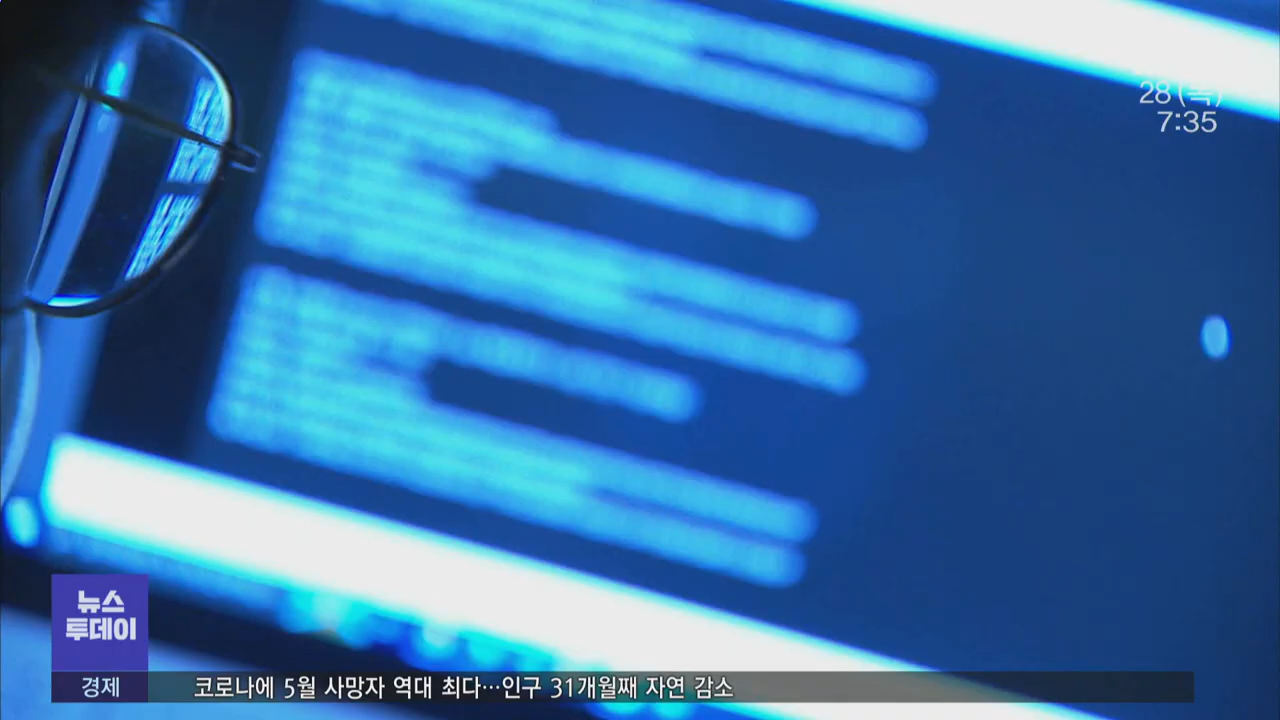 28(목)
7:35
뉴스
투데이
경제
코로나에 5월 사망자 역대 최다…인구 31개월째 자연 감소